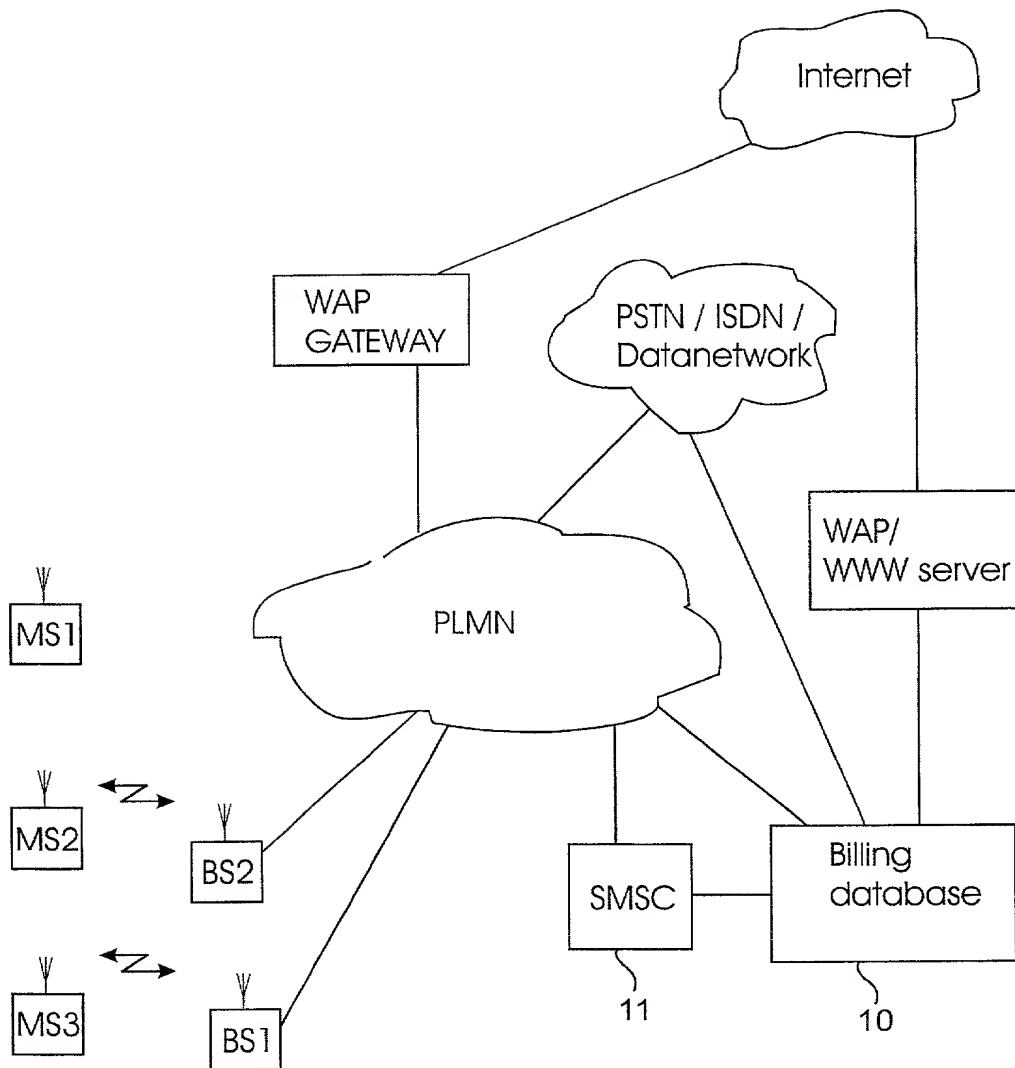 Internet
WAP
GATEWAY
PSTN / ISDN /
Datanetwork
WAP/
WWW server
MS1
PLMN
MS2
BS2
SMSC
Billing
database
MS3
BS1
11
10